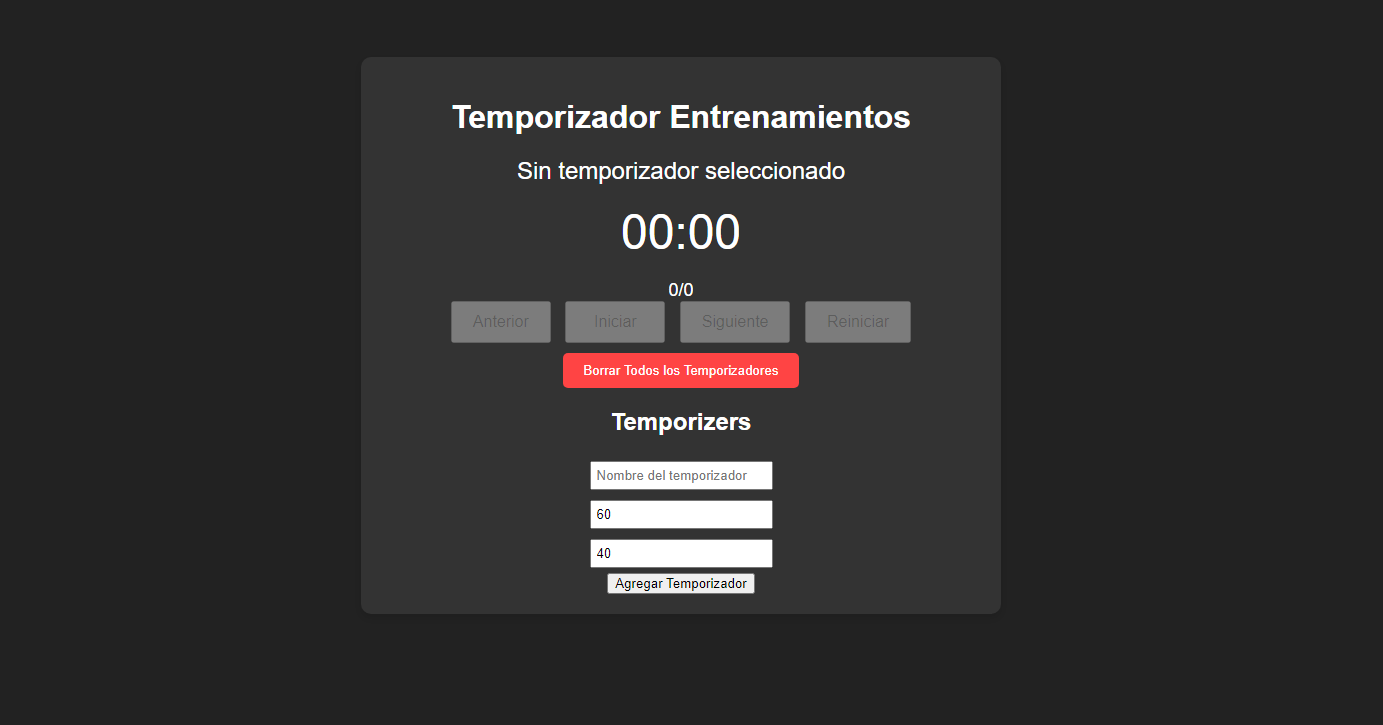 Temporizador Entrenamientos
Sin temporizador seleccionado
00:00
0/0
Anterior Iniciar Siguiente Reiniciar
Borrar Todos los Temporizadores
Temporizers
Nombre del temporizador
60
40
Agregar Temporizador